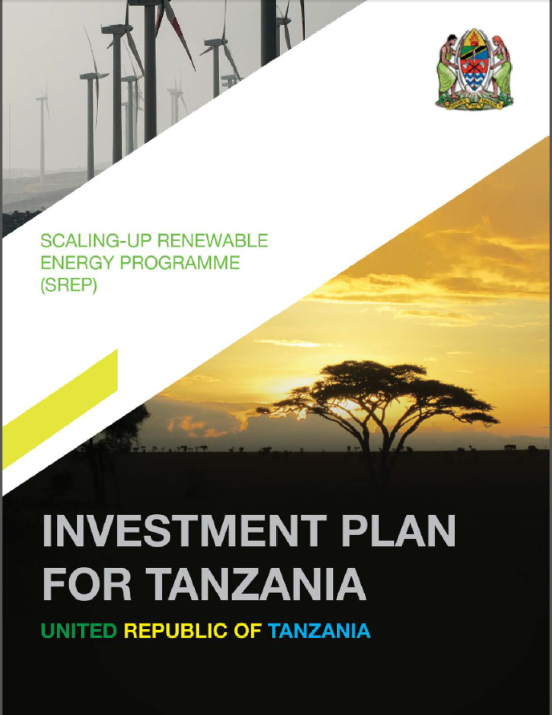 SCALING-UP RENEWABLE
ENERGY PROGRAMME
(SREP)
INVESTMENT PLAN
FOR TANZANIA
UNITED REPUBLIC OF TANZANIA